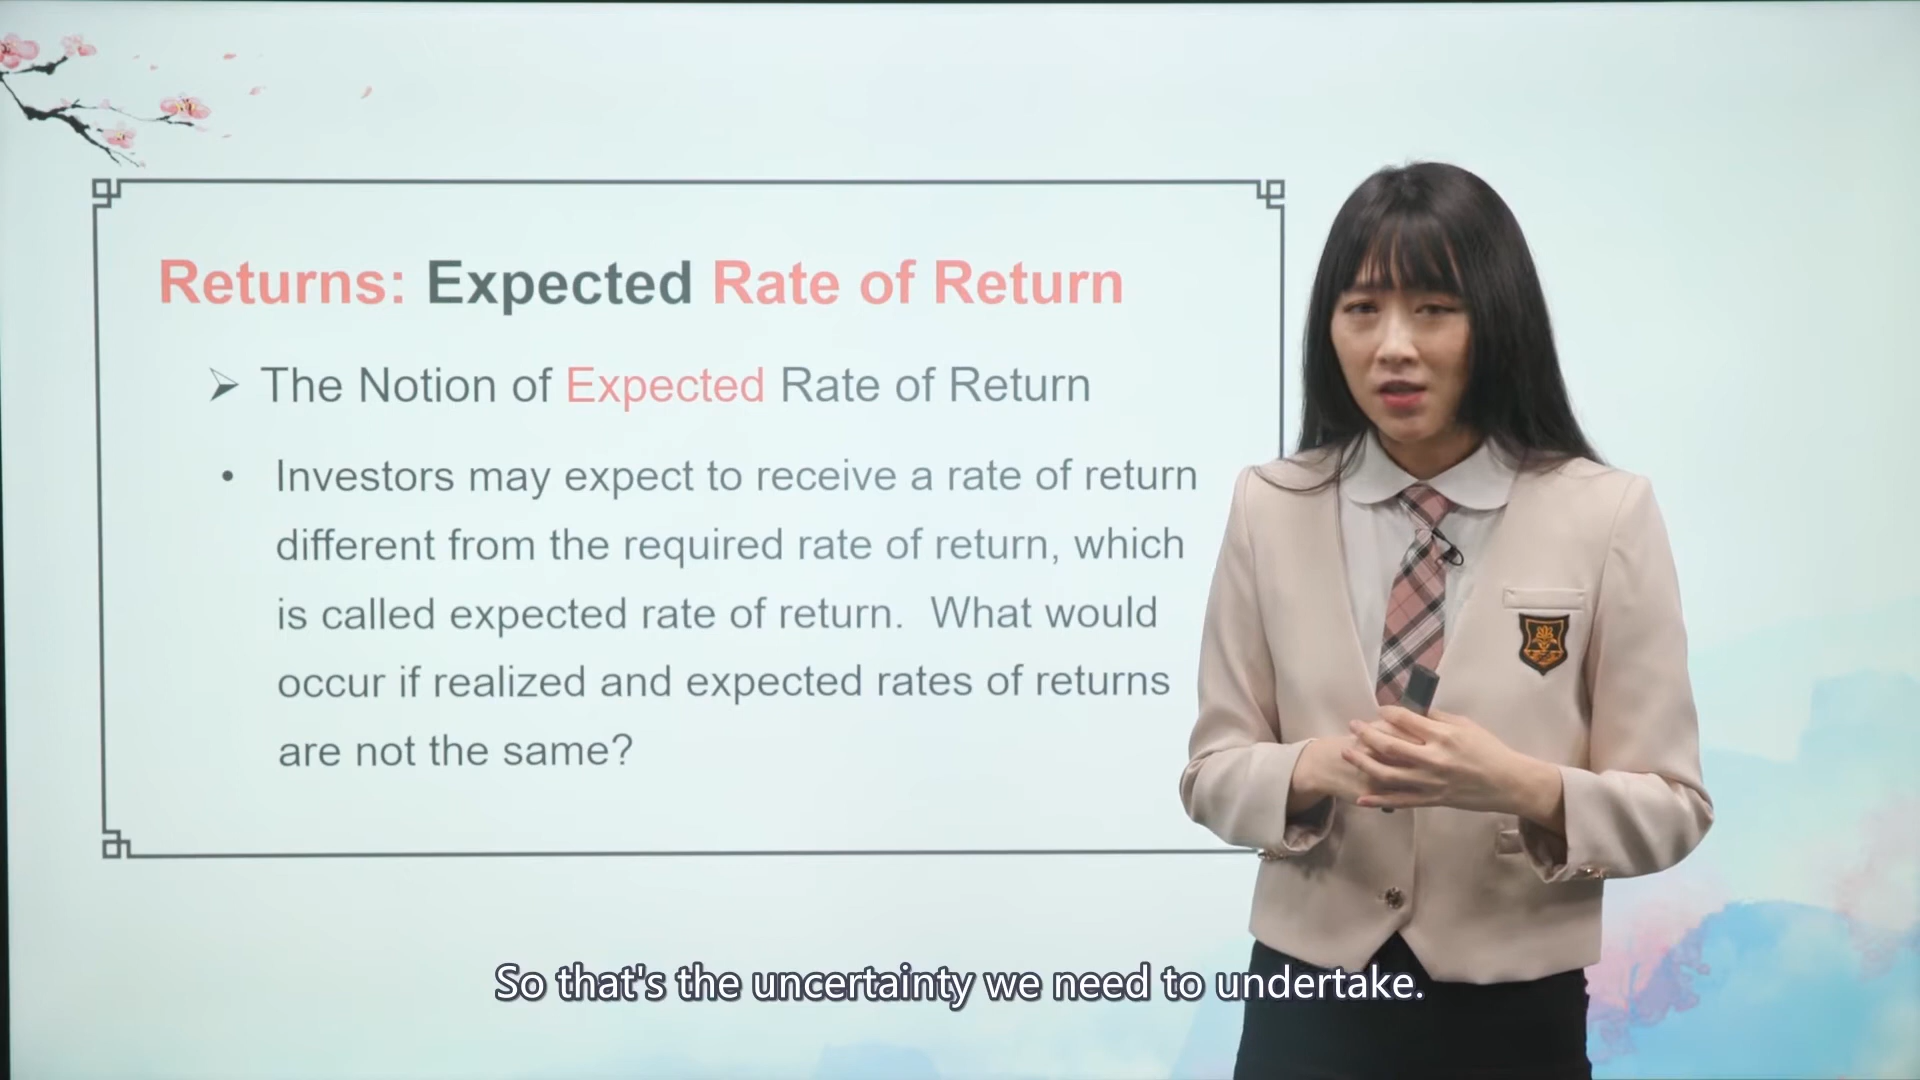 Returns: Expected Rate of Return
➢ The Notion of Expected Rate of Return
• Investors may expect to receive a rate of return
different from the required rate of return, which
is called expected rate of return. What would
occur if realized and expected rates of returns
are not the same?
So that's the uncertainty we need to undertake.